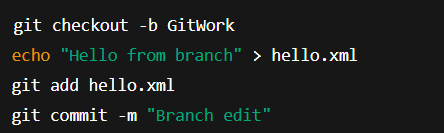 git checkout -b GitWork
echo "Hello from branch" > hello.xml
git add hello.xml
git commit -m "Branch edit"